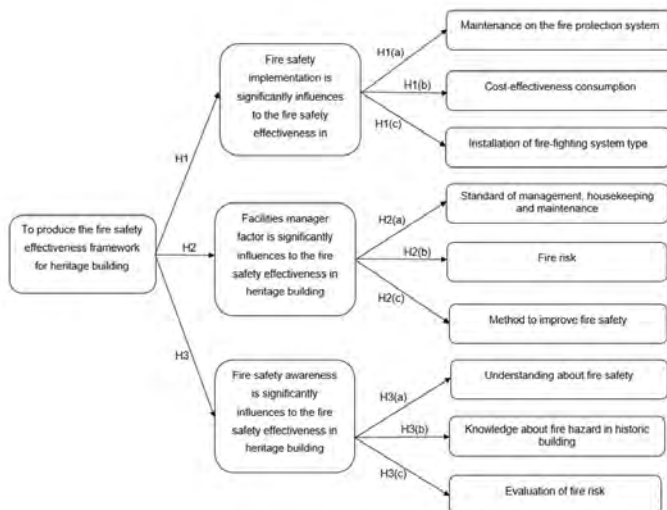 Maintenance on the fire protection system
H1(a)
Fire safety
implementation is
significantly influences
to the fire safety
effectiveness in
H1(b)
Cost-effectiveness consumption
H1(c)
Installation of fire-fighting system type
H1
Standard of management, housekeeping
and maintenance
H2(a)
To produce the fire safety
effectiveness framework
for heritage building
H2
Facilities manager
factor is significantly
influences to the fire
safety effectiveness in
heritage building
H2(b)
Fire risk
H2(c)
Method to improve fire safety
H3
Fire safety awareness
is significantly
influences to the fire
safety effectiveness in
heritage building
H3(a)
Understanding about fire safety
H3(b)
Knowledge about fire hazard in historic
building
H3(c)
Evaluation of fire risk